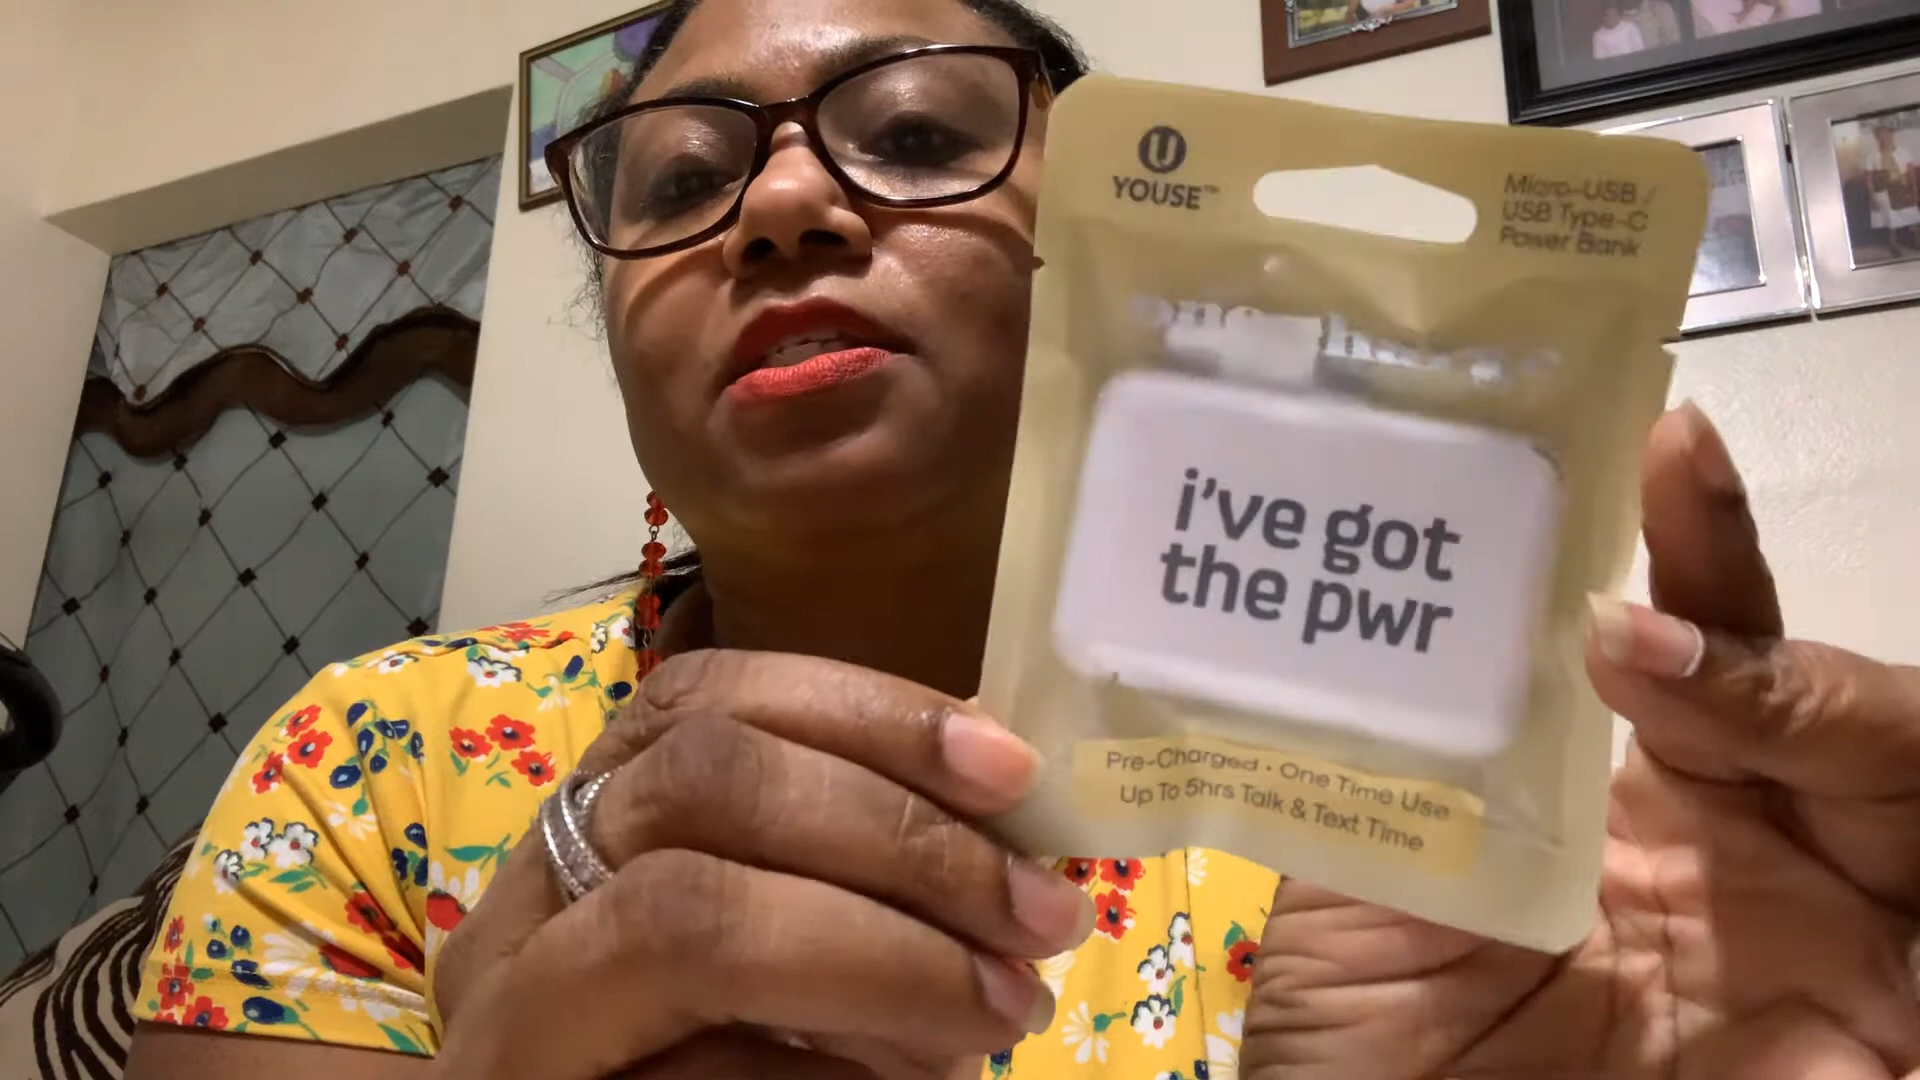 U
YOUSE™
Micro-USB /
USB Type-C
Power Bank
i've got
the pwr
Pre-Charged • One Time Use
Up To 5hrs Talk & Text Time